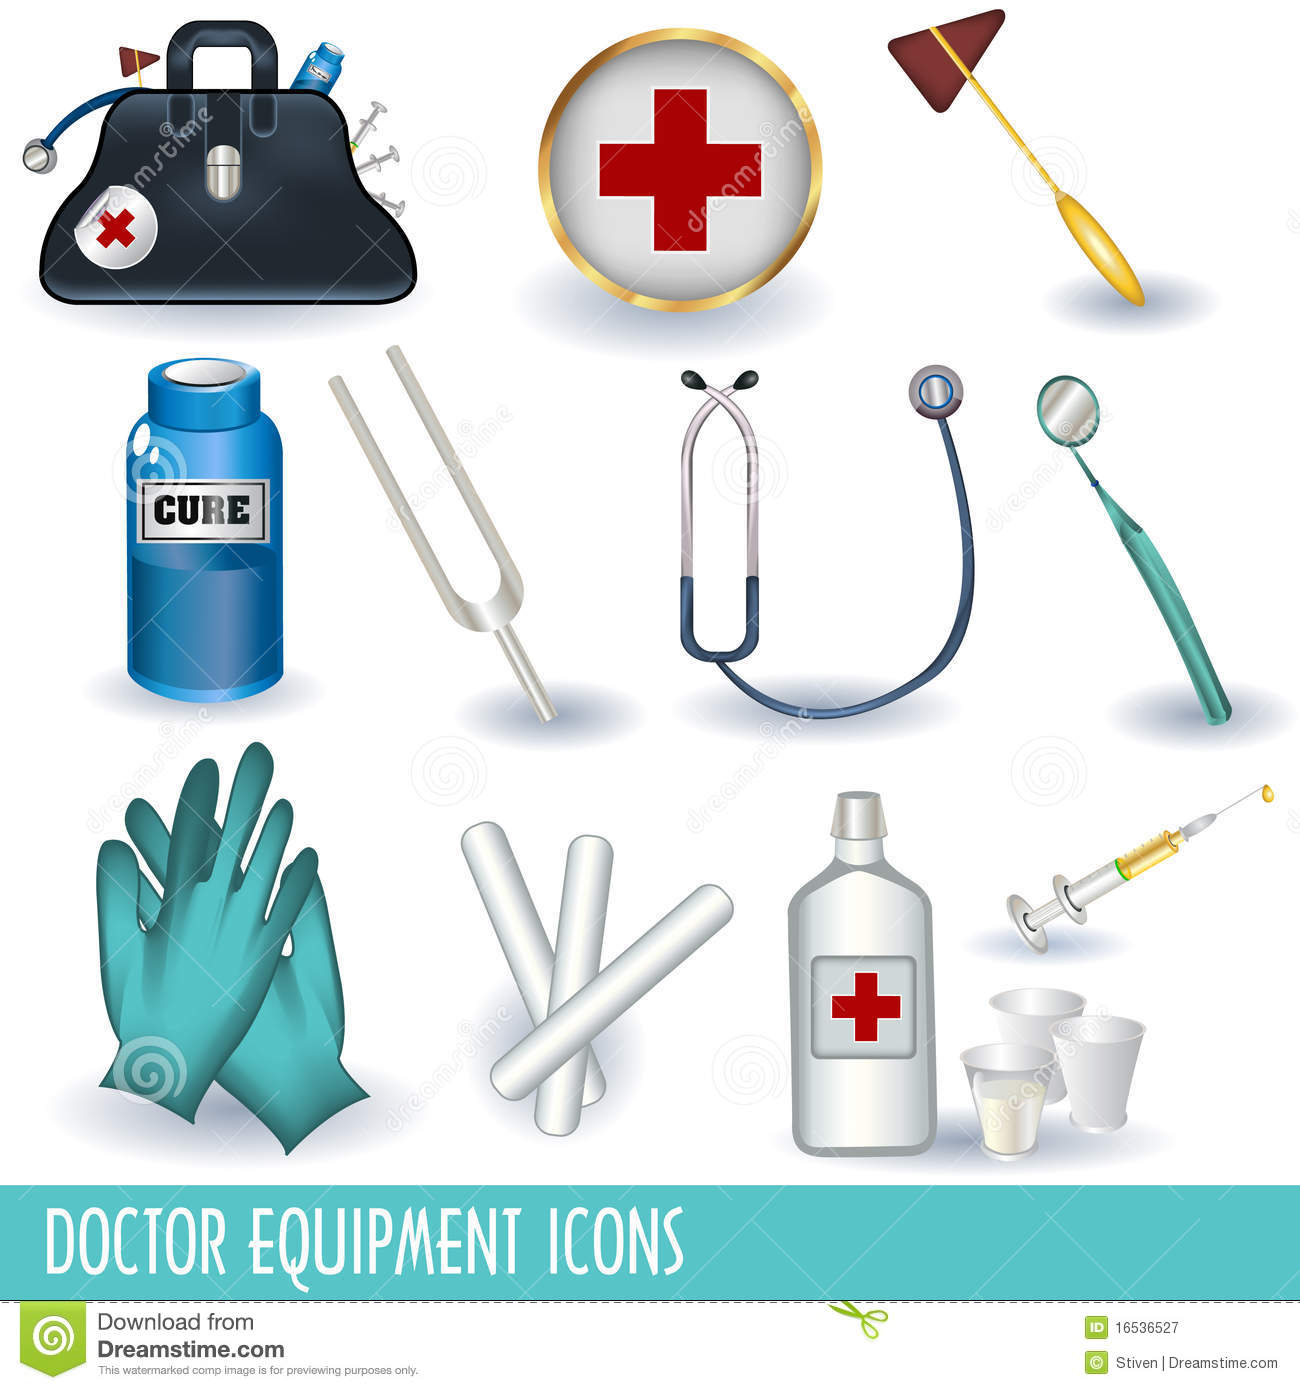 CURE
DOCTOR EQUIPMENT ICONS
Download from
Dreamstime.com
This watermarked comp image is for previewing purposes only.
ID 16536527
© Stiven | Dreamstime.com
dreamstime